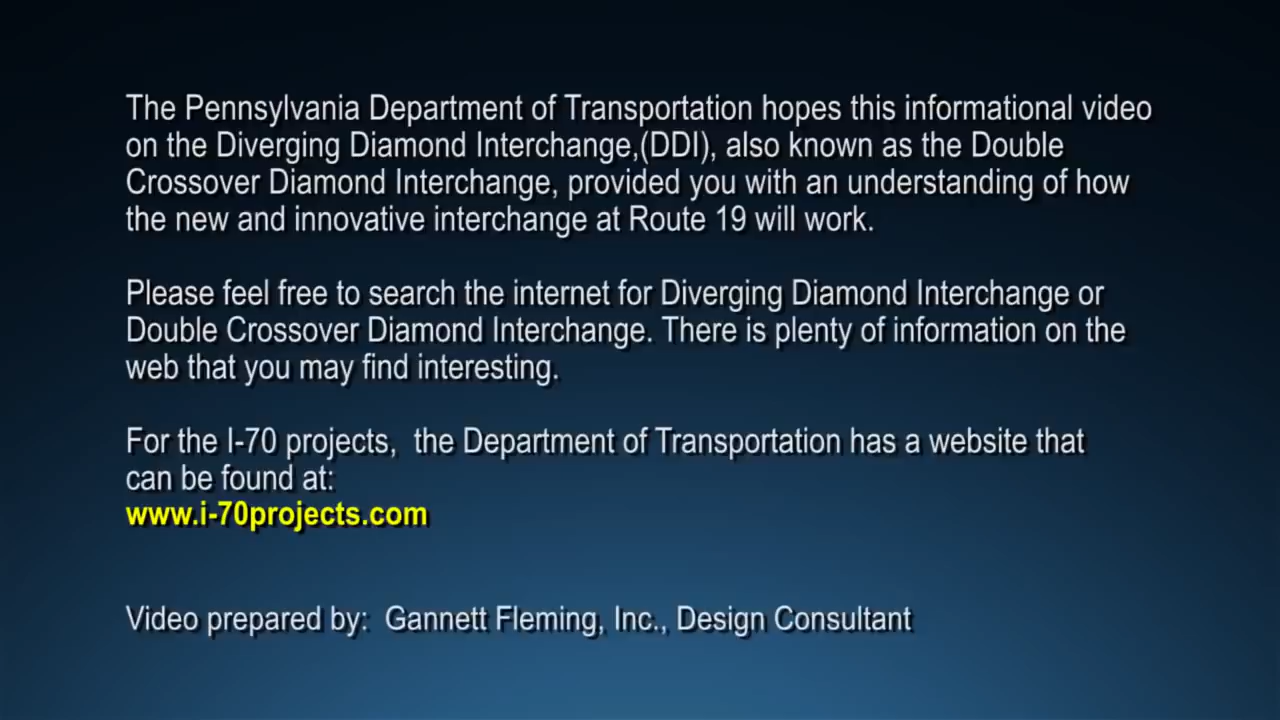 The Pennsylvania Department of Transportation hopes this informational video
on the Diverging Diamond Interchange,(DDI), also known as the Double
Crossover Diamond Interchange, provided you with an understanding of how
the new and innovative interchange at Route 19 will work.
Please feel free to search the internet for Diverging Diamond Interchange or
Double Crossover Diamond Interchange. There is plenty of information on the
web that you may find interesting.
For the I-70 projects,  the Department of Transportation has a website that
can be found at:
www.i-70projects.com
Video prepared by:  Gannett Fleming, Inc., Design Consultant